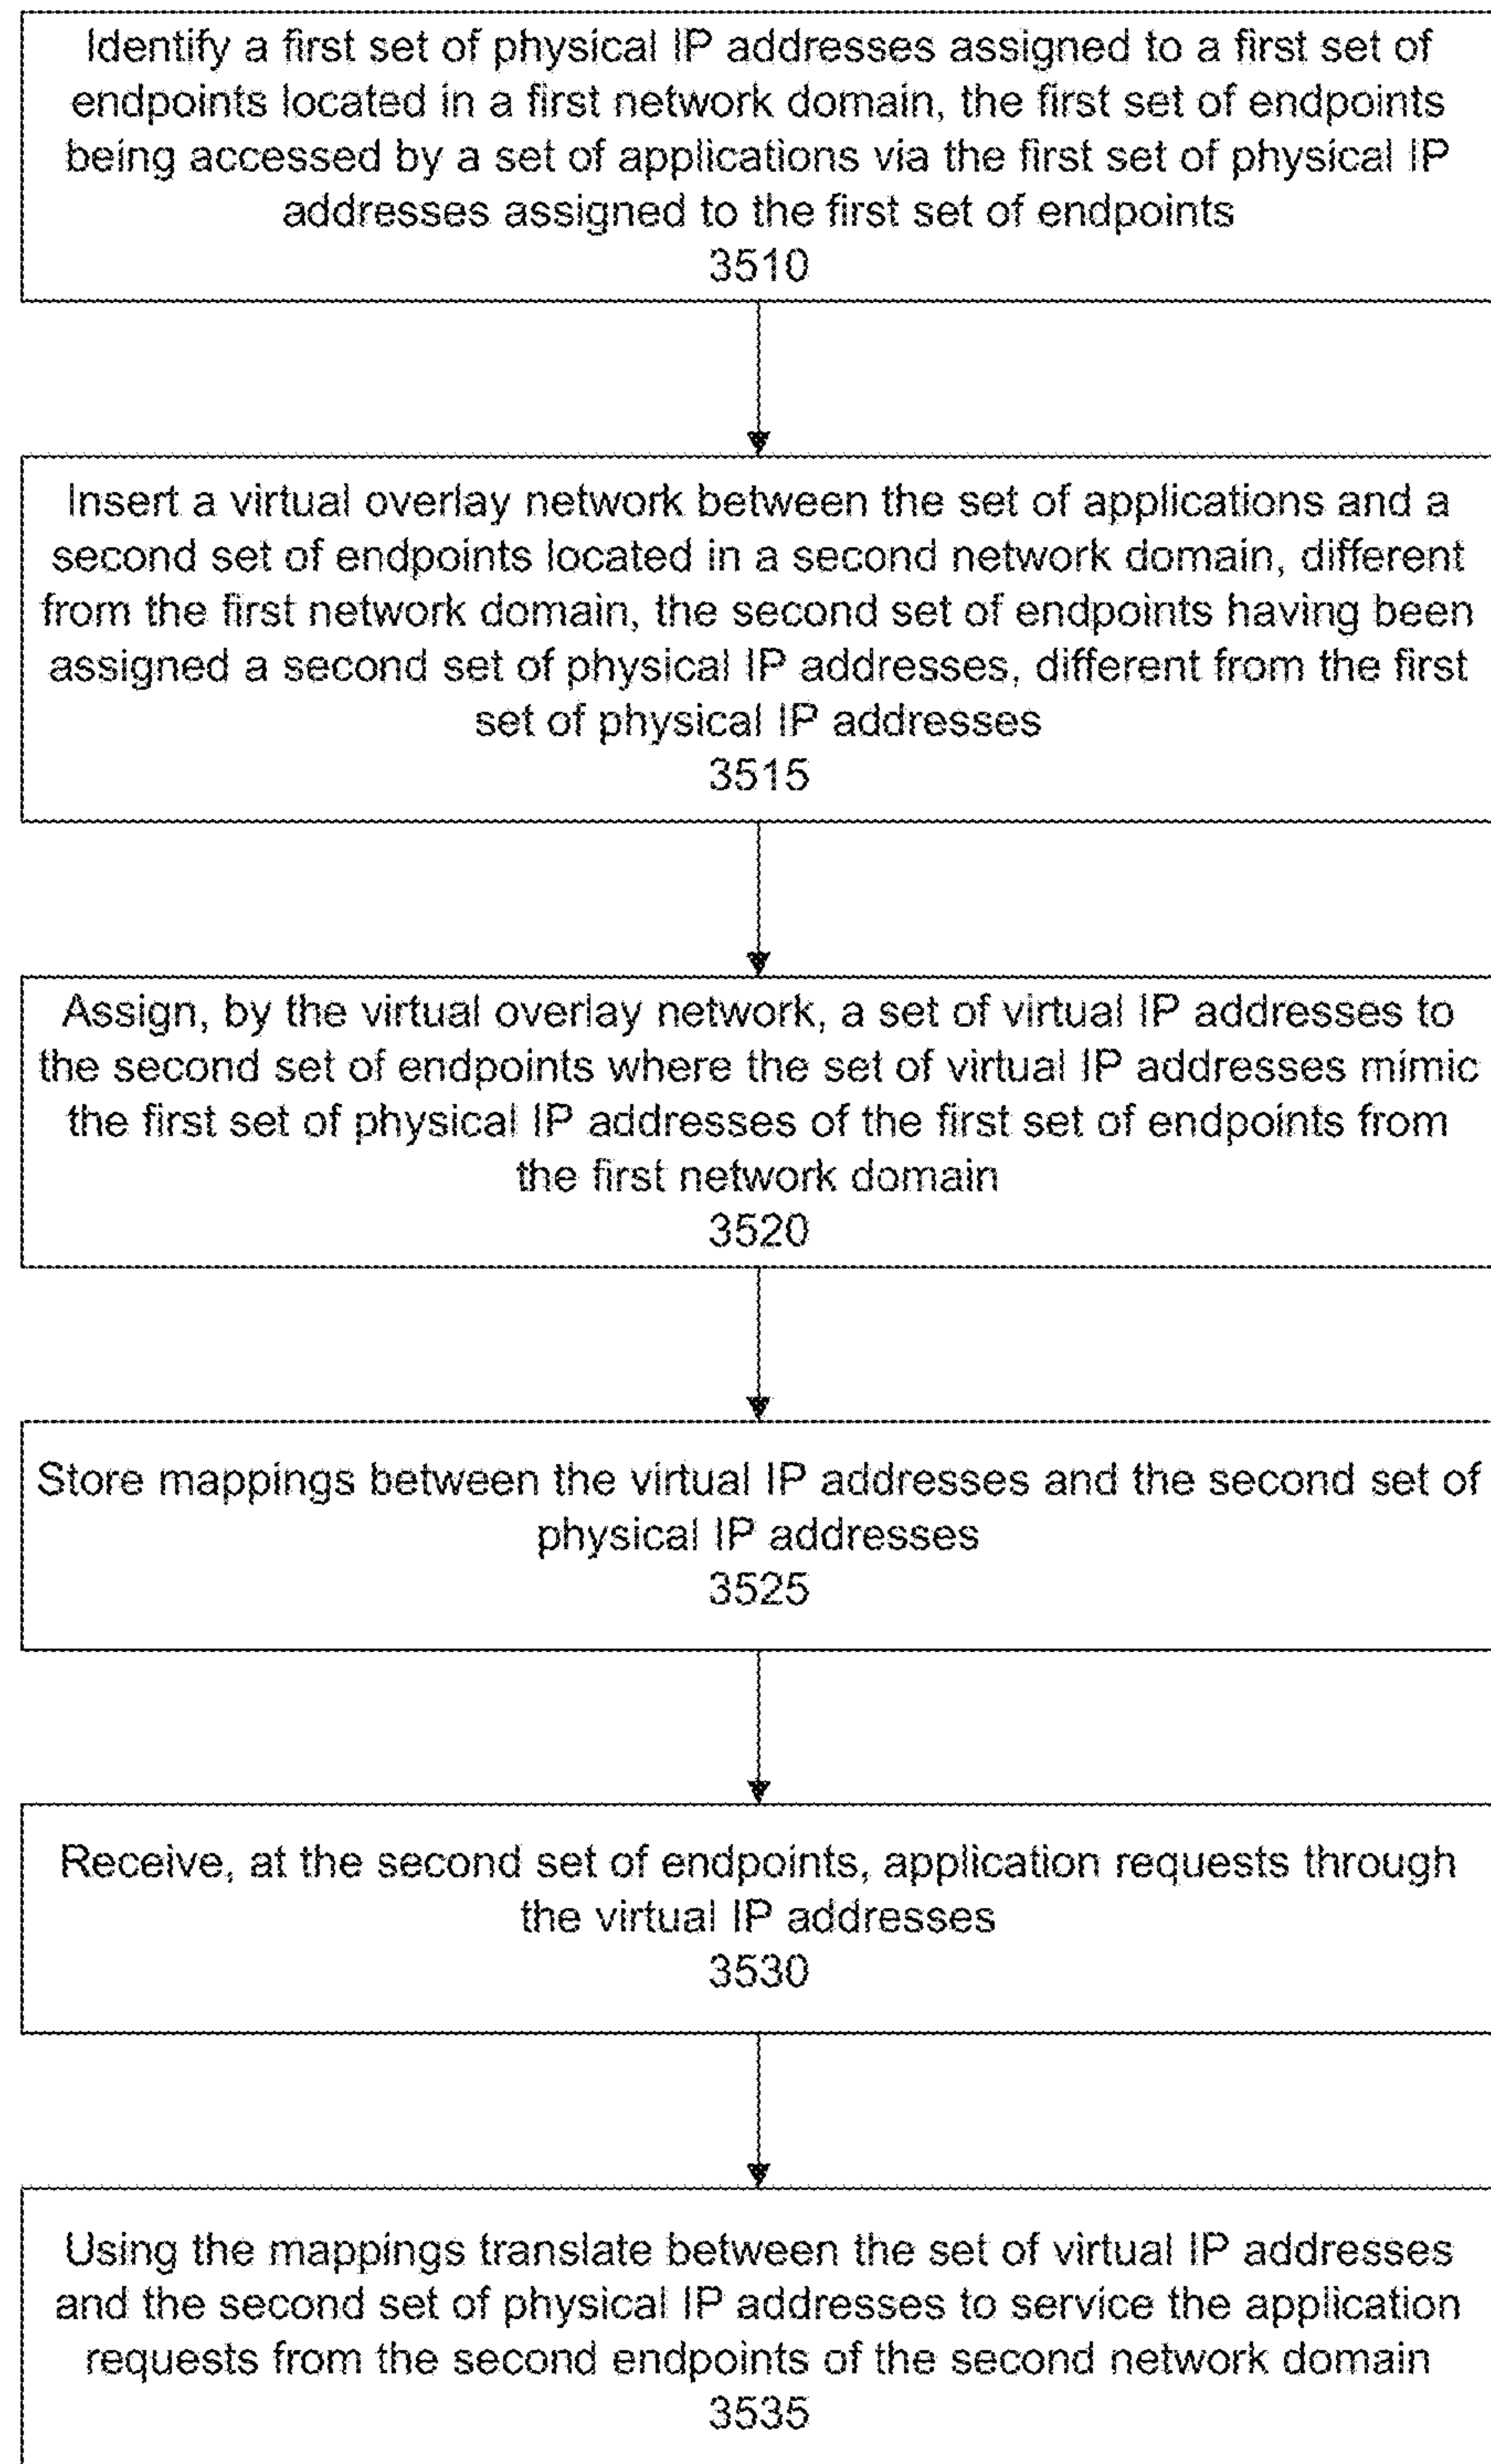 Identify a first set of physical IP addresses assigned to a first set of
endpoints located in a first network domain, the first set of endpoints
being accessed by a set of applications via the first set of physical IP
addresses assigned to the first set of endpoints
3510
Insert a virtual overlay network between the set of applications and a
second set of endpoints located in a second network domain, different
from the first network domain, the second set of endpoints having been
assigned a second set of physical IP addresses, different from the first
set of physical IP addresses
3515
Assign, by the virtual overlay network, a set of virtual IP addresses to
the second set of endpoints where the set of virtual IP addresses mimic
the first set of physical IP addresses of the first set of endpoints from
the first network domain
3520
Store mappings between the virtual IP addresses and the second set of
physical IP addresses
3525
Receive, at the second set of endpoints, application requests through
the virtual IP addresses
3530
Using the mappings translate between the set of virtual IP addresses
and the second set of physical IP addresses to service the application
requests from the second endpoints of the second network domain
3535